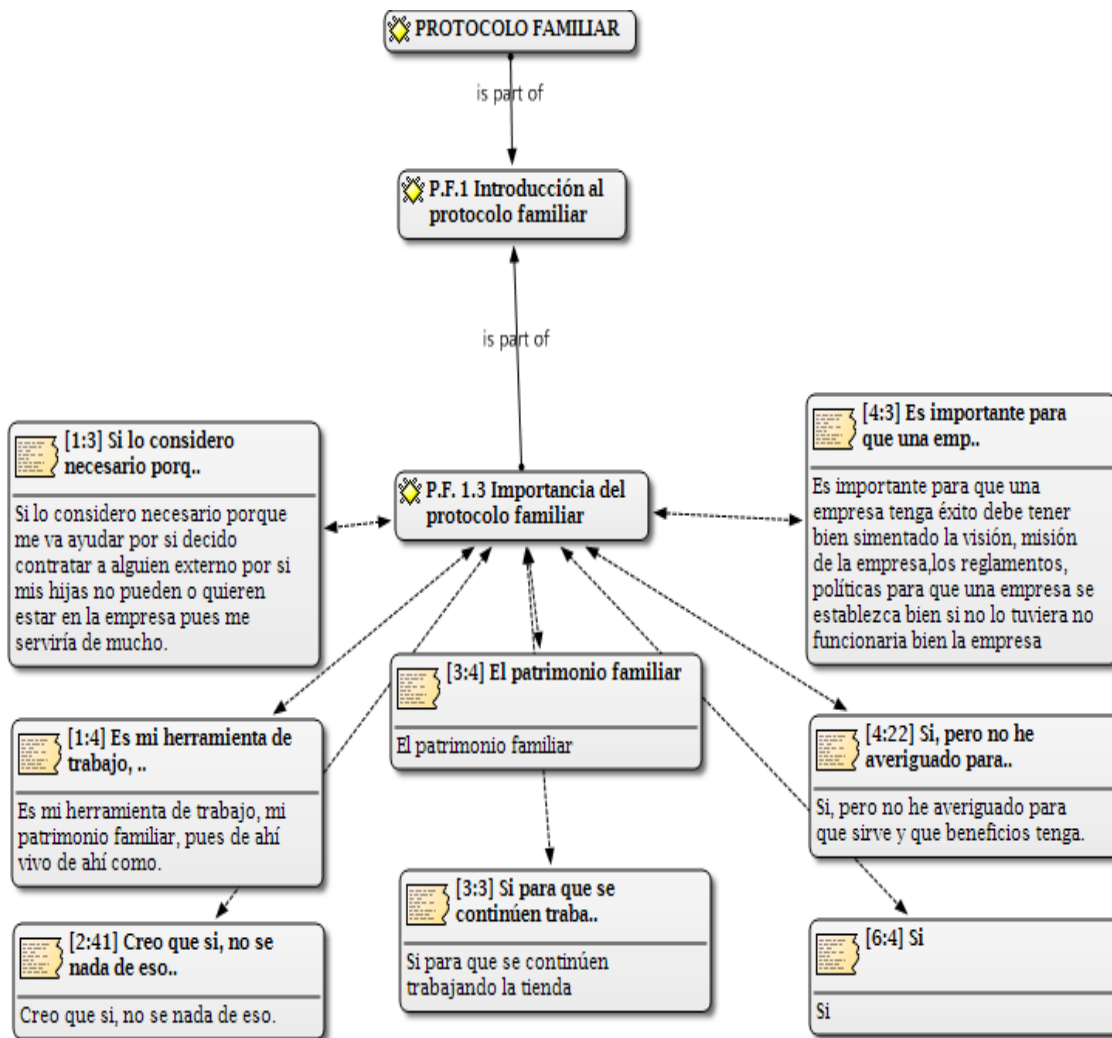 PROTOCOLO FAMILIAR
is part of
P.F.1 Introducción al
protocolo familiar
is part of
[1:3] Si lo considero
necesario porq..
Si lo considero necesario porque
me va ayudar por si decido
contratar a alguien externo por si
mis hijas no pueden o quieren
estar en la empresa pues me
serviría de mucho.
P.F. 1.3 Importancia del
protocolo familiar
[4:3] Es importante para
que una emp..
Es importante para que una
empresa tenga éxito debe tener
bien simentado la visión, misión
de la empresa,los reglamentos,
políticas para que una empresa se
establezca bien si no lo tuviera no
funcionaria bien la empresa
[1:4] Es mi herramienta de
trabajo, ..
Es mi herramienta de trabajo, mi
patrimonio familiar, pues de ahí
vivo de ahí como.
[3:4] El patrimonio familiar
El patrimonio familiar
[4:22] Si, pero no he
averiguado para..
Si, pero no he averiguado para
que sirve y que beneficios tenga.
[2:41] Creo que si, no se
nada de eso..
Creo que si, no se nada de eso.
[3:3] Si para que se
continúen traba..
Si para que se continúen
trabajando la tienda
[6:4] Si
Si